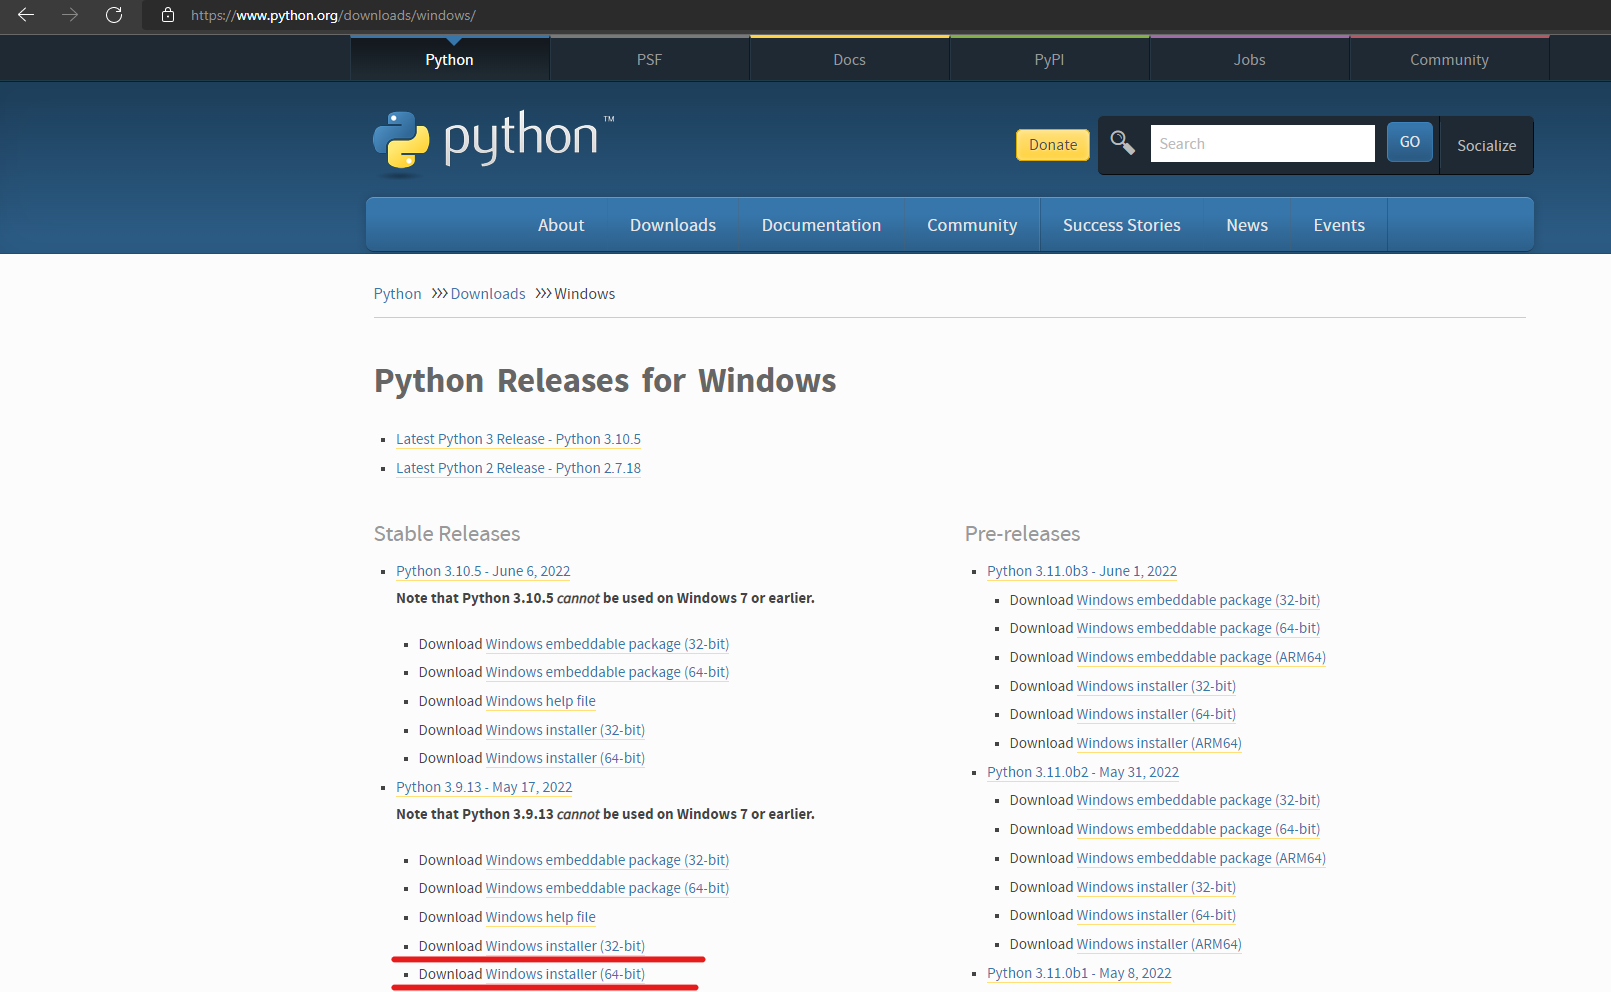 https://www.python.org/downloads/windows/
Python PSF Docs PyPI Jobs Community
python™
Donate Search GO Socialize
About Downloads Documentation Community Success Stories News Events
Python >>> Downloads >>> Windows
Python Releases for Windows
Latest Python 3 Release - Python 3.10.5
Latest Python 2 Release - Python 2.7.18
Stable Releases
Python 3.10.5 - June 6, 2022
Note that Python 3.10.5 cannot be used on Windows 7 or earlier.
Download Windows embeddable package (32-bit)
Download Windows embeddable package (64-bit)
Download Windows help file
Download Windows installer (32-bit)
Download Windows installer (64-bit)
Python 3.9.13 - May 17, 2022
Note that Python 3.9.13 cannot be used on Windows 7 or earlier.
Download Windows embeddable package (32-bit)
Download Windows embeddable package (64-bit)
Download Windows help file
Download Windows installer (32-bit)
Download Windows installer (64-bit)
Pre-releases
Python 3.11.0b3 - June 1, 2022
Download Windows embeddable package (32-bit)
Download Windows embeddable package (64-bit)
Download Windows embeddable package (ARM64)
Download Windows installer (32-bit)
Download Windows installer (64-bit)
Download Windows installer (ARM64)
Python 3.11.0b2 - May 31, 2022
Download Windows embeddable package (32-bit)
Download Windows embeddable package (64-bit)
Download Windows embeddable package (ARM64)
Download Windows installer (32-bit)
Download Windows installer (64-bit)
Download Windows installer (ARM64)
Python 3.11.0b1 - May 8, 2022